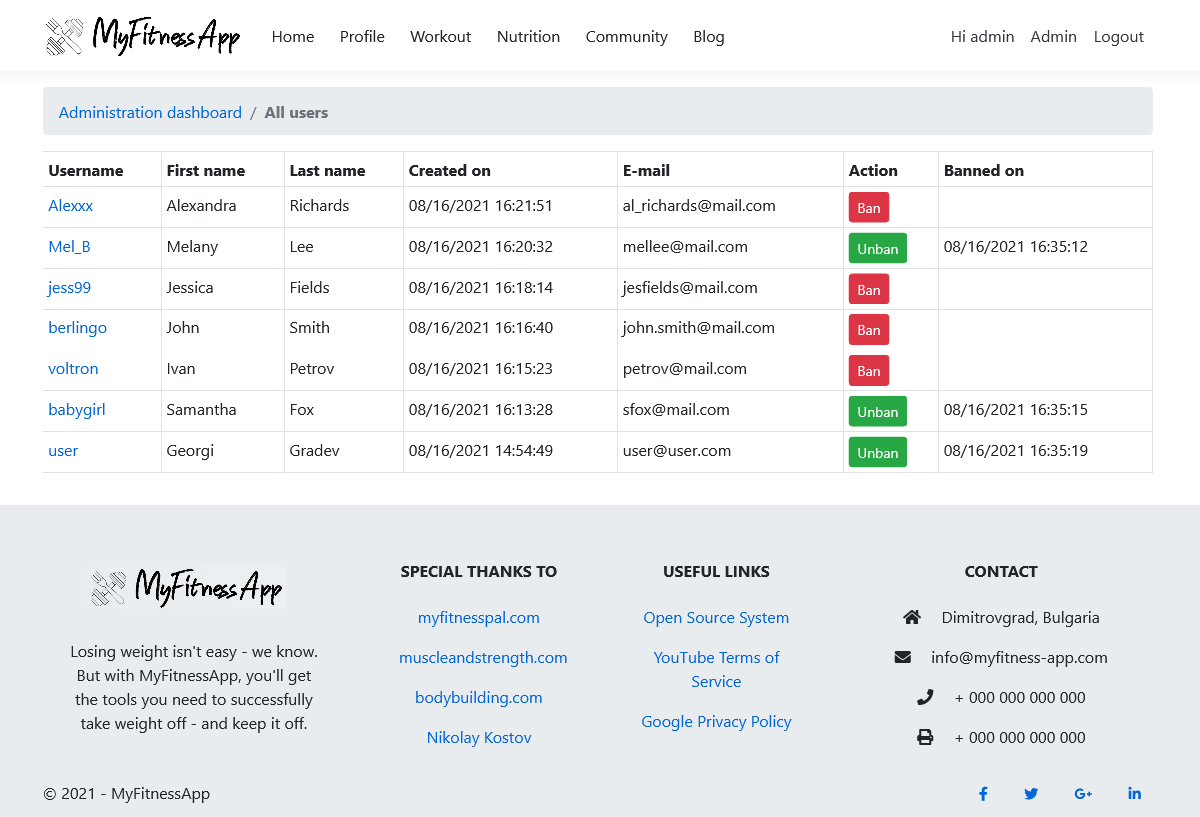 MyFitnessApp Home Profile Workout Nutrition Community Blog Hi admin Admin Logout
Administration dashboard / All users
Username First name Last name Created on E-mail Action Banned on
Alexxx Alexandra Richards 08/16/2021 16:21:51 al_richards@mail.com Ban
Mel_B Melany Lee 08/16/2021 16:20:32 mellee@mail.com Unban 08/16/2021 16:35:12
jess99 Jessica Fields 08/16/2021 16:18:14 jesfields@mail.com Ban
berlingo John Smith 08/16/2021 16:16:40 john.smith@mail.com Ban
voltron Ivan Petrov 08/16/2021 16:15:23 petrov@mail.com Ban
babygirl Samantha Fox 08/16/2021 16:13:28 sfox@mail.com Unban 08/16/2021 16:35:15
user Georgi Gradev 08/16/2021 14:54:49 user@user.com Unban 08/16/2021 16:35:19
MyFitnessApp
Losing weight isn't easy - we know.
But with MyFitnessApp, you'll get
the tools you need to successfully
take weight off - and keep it off.
SPECIAL THANKS TO
myfitnesspal.com
muscleandstrength.com
bodybuilding.com
Nikolay Kostov
USEFUL LINKS
Open Source System
YouTube Terms of
Service
Google Privacy Policy
CONTACT
Dimitrovgrad, Bulgaria
info@myfitness-app.com
+ 000 000 000 000
+ 000 000 000 000
© 2021 - MyFitnessApp